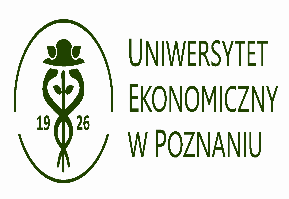 19 26
UNIWERSYTET
EKONOMICZNY
W POZNANIU